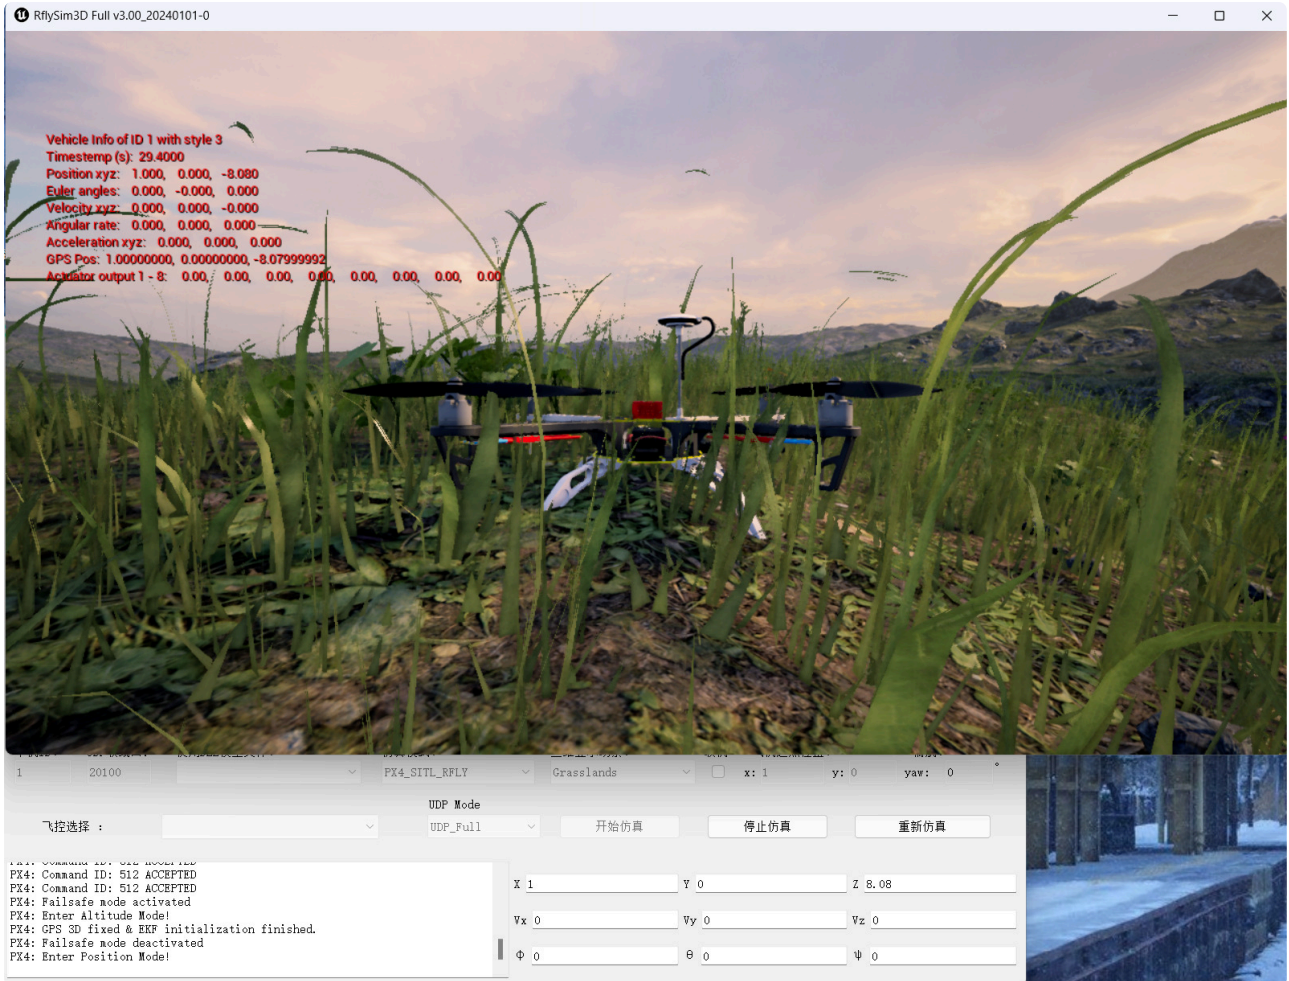 RflySim3D Full v3.00_20240101-0
Vehicle Info of ID 1 with style 3
Timestemp (s): 29.4000
Position xyz: 1.000, 0.000, -8.080
Euler angles: 0.000, -0.000, 0.000
Velocity xyz: 0.000, 0.000, -0.000
Angular rate: 0.000, 0.000, 0.000
Acceleration xyz: 0.000, 0.000, 0.000
GPS Pos: 1.00000000, 0.00000000, -8.07999992
Actuator output 1 - 8: 0.00, 0.00, 0.00, 0.00, 0.00, 0.00, 0.00, 0.00
1 20100 PX4_SITL_RFLY Grasslands x: 1 y: 0 yaw: 0
UDP Mode
飞控选择 : UDP_Full 开始仿真 停止仿真 重新仿真
PX4: Command ID: 512 ACCEPTED
PX4: Command ID: 512 ACCEPTED
PX4: Command ID: 512 ACCEPTED
PX4: Failsafe mode activated
PX4: Enter Altitude Mode!
PX4: GPS 3D fixed & EKF initialization finished.
PX4: Failsafe mode deactivated
PX4: Enter Position Mode!
X 1 Y 0 Z 8.08
Vx 0 Vy 0 Vz 0
Φ 0 θ 0 ψ 0